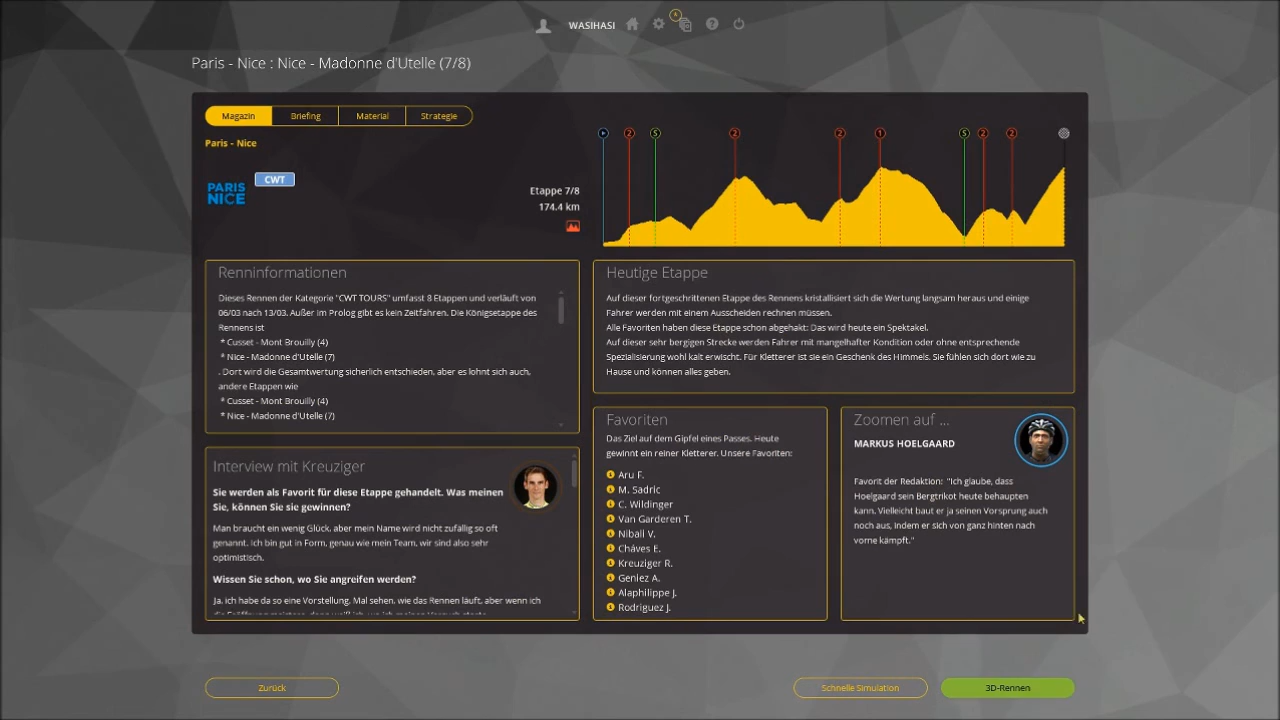 WASIHASI
Paris - Nice : Nice - Madonne d'Utelle (7/8)
Magazin
Briefing
Material
Strategie
Paris - Nice
PARIS
NICE
CWT
Etappe 7/8
174.4 km
2
5
2
2
1
5
2
2
Renninformationen
Dieses Rennen der Kategorie "CWT TOURS" umfasst 8 Etappen und verläuft von
06/03 nach 13/03. Außer im Prolog gibt es kein Zeitfahren. Die Königsetappe des
Rennens ist
* Cusset - Mont Brouilly (4)
* Nice - Madonne d'Utelle (7)
. Dort wird die Gesamtwertung sicherlich entschieden, aber es lohnt sich auch,
andere Etappen wie
* Cusset - Mont Brouilly (4)
* Nice - Madonne d'Utelle (7)
Heutige Etappe
Auf dieser fortgeschrittenen Etappe des Rennens kristallisiert sich die Wertung langsam heraus und einige
Fahrer werden mit einem Ausscheiden rechnen müssen.
Alle Favoriten haben diese Etappe schon abgehakt: Das wird heute ein Spektakel.
Auf dieser sehr bergigen Strecke werden Fahrer mit mangelhafter Kondition oder ohne entsprechende
Spezialisierung wohl kalt erwischt. Für Kletterer ist sie ein Geschenk des Himmels. Sie fühlen sich dort wie zu
Hause und können alles geben.
Interview mit Kreuziger
Sie werden als Favorit für diese Etappe gehandelt. Was meinen
Sie, können Sie sie gewinnen?
Man braucht ein wenig Glück, aber mein Name wird nicht zufällig so oft
genannt. Ich bin gut in Form, genau wie mein Team, wir sind also sehr
optimistisch.
Wissen Sie schon, wo Sie angreifen werden?
Ja, ich habe da so eine Vorstellung. Mal sehen, wie das Rennen läuft, aber wenn ich
Favoriten
Das Ziel auf dem Gipfel eines Passes. Heute
gewinnt ein reiner Kletterer. Unsere Favoriten:
Aru F.
M. Sadric
C. Wildinger
Van Garderen T.
Nibali V.
Cháves E.
Kreuziger R.
Geniez A.
Alaphilippe J.
Rodriguez J.
Zoomen auf ...
MARKUS HOELGAARD
Favorit der Redaktion: "Ich glaube, dass
Hoelgaard sein Bergtrikot heute behaupten
kann. Vielleicht baut er ja seinen Vorsprung auch
noch aus, indem er sich von ganz hinten nach
vorne kämpft."
Zurück
Schnelle Simulation
3D-Rennen